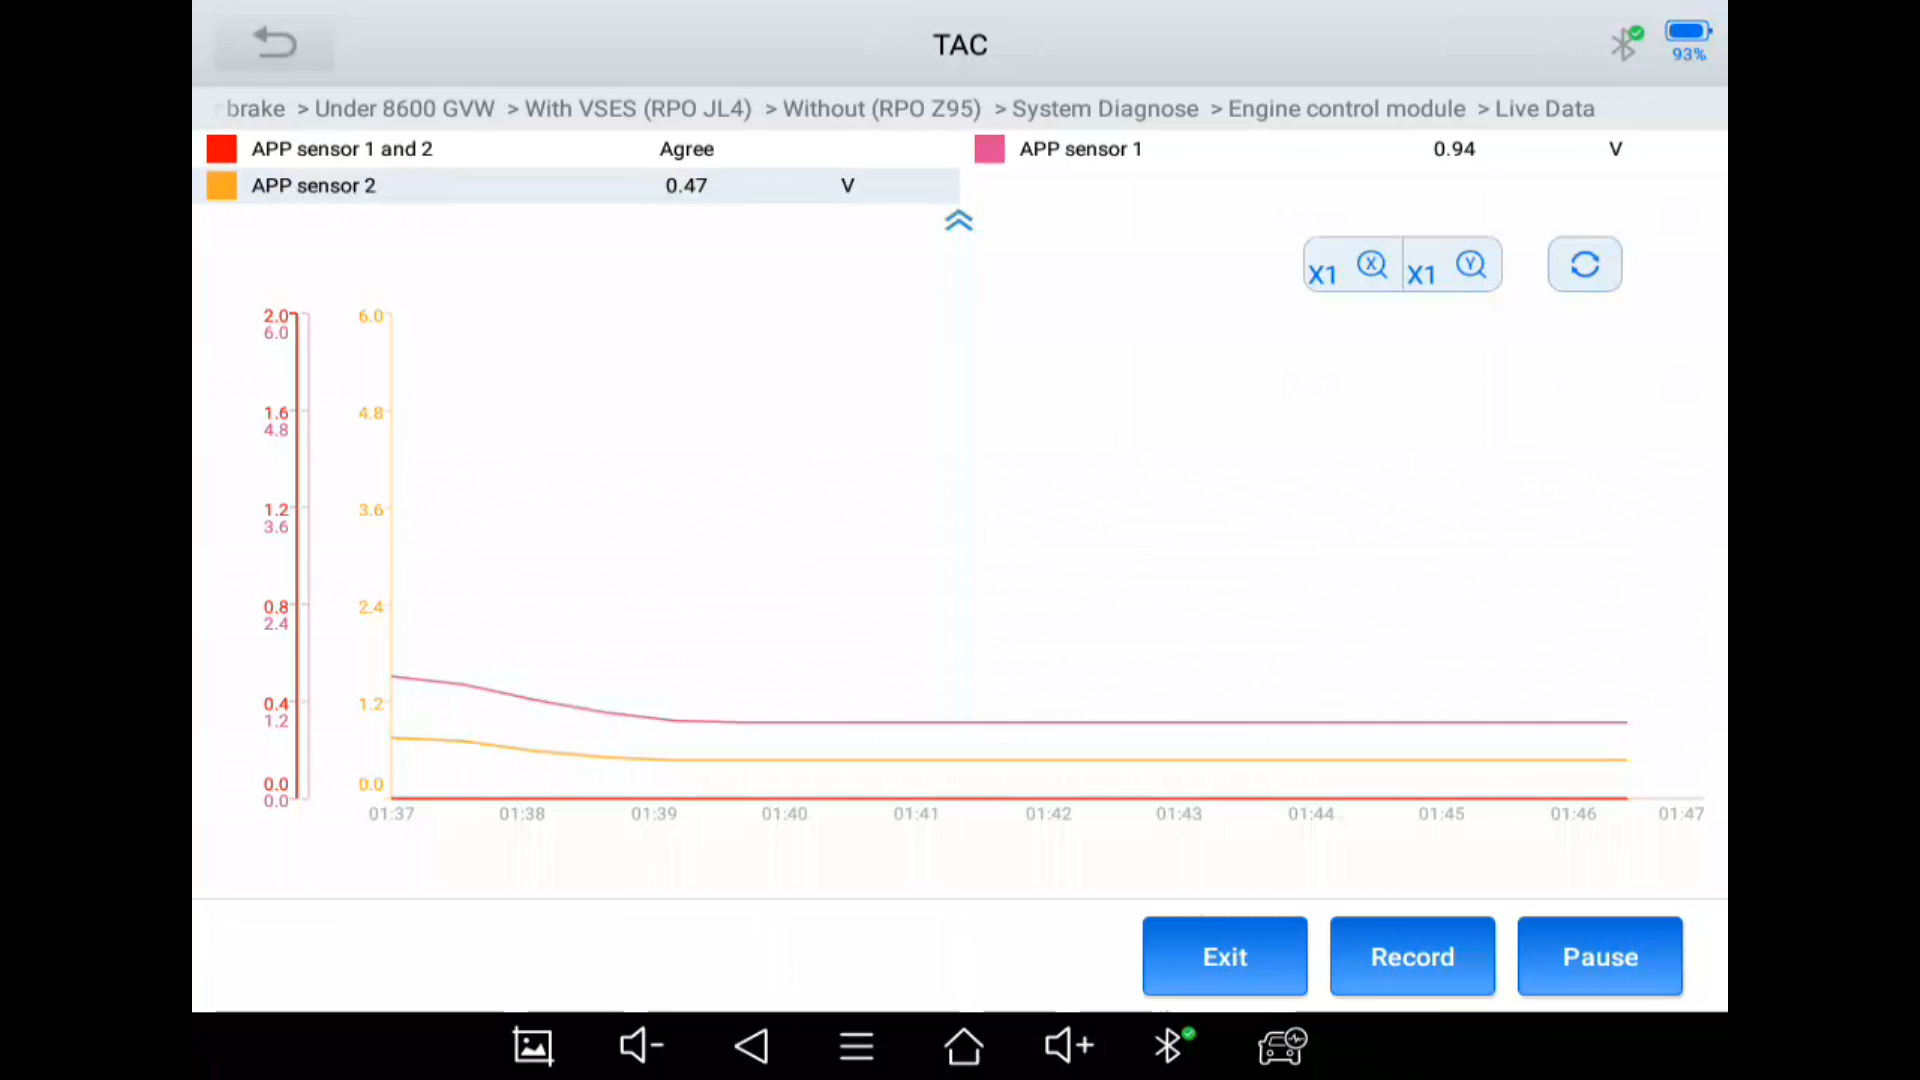 TAC
93%
brake > Under 8600 GVW > With VSES (RPO JL4) > Without (RPO Z95) > System Diagnose > Engine control module > Live Data
APP sensor 1 and 2 Agree APP sensor 1 0.94 V
APP sensor 2 0.47 V
X1 X X1 Y
2.0 6.0
6.0
1.6 4.8
4.8
1.2 3.6
3.6
0.8 2.4
2.4
0.4 1.2
1.2
0.0 0.0
0.0
01:37 01:38 01:39 01:40 01:41 01:42 01:43 01:44 01:45 01:46 01:47
Exit Record Pause